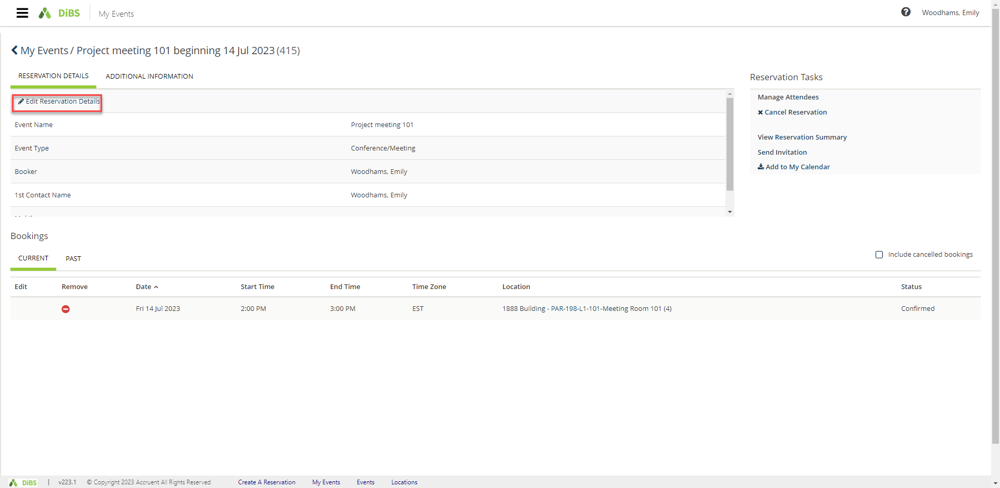 DiBS My Events Woodhams, Emily
My Events / Project meeting 101 beginning 14 Jul 2023 (415)
RESERVATION DETAILS ADDITIONAL INFORMATION
Reservation Tasks
Edit Reservation Details
Event Name Project meeting 101
Event Type Conference/Meeting
Booker Woodhams, Emily
1st Contact Name Woodhams, Emily
Manage Attendees
Cancel Reservation
View Reservation Summary
Send Invitation
Add to My Calendar
Bookings
CURRENT PAST
Include cancelled bookings
Edit Remove Date Start Time End Time Time Zone Location Status
Fri 14 Jul 2023 2:00 PM 3:00 PM EST 1888 Building - PAR-198-L1-101-Meeting Room 101 (4) Confirmed
DiBS | v223.1 © Copyright 2023 Accruent All Rights Reserved Create A Reservation My Events Events Locations